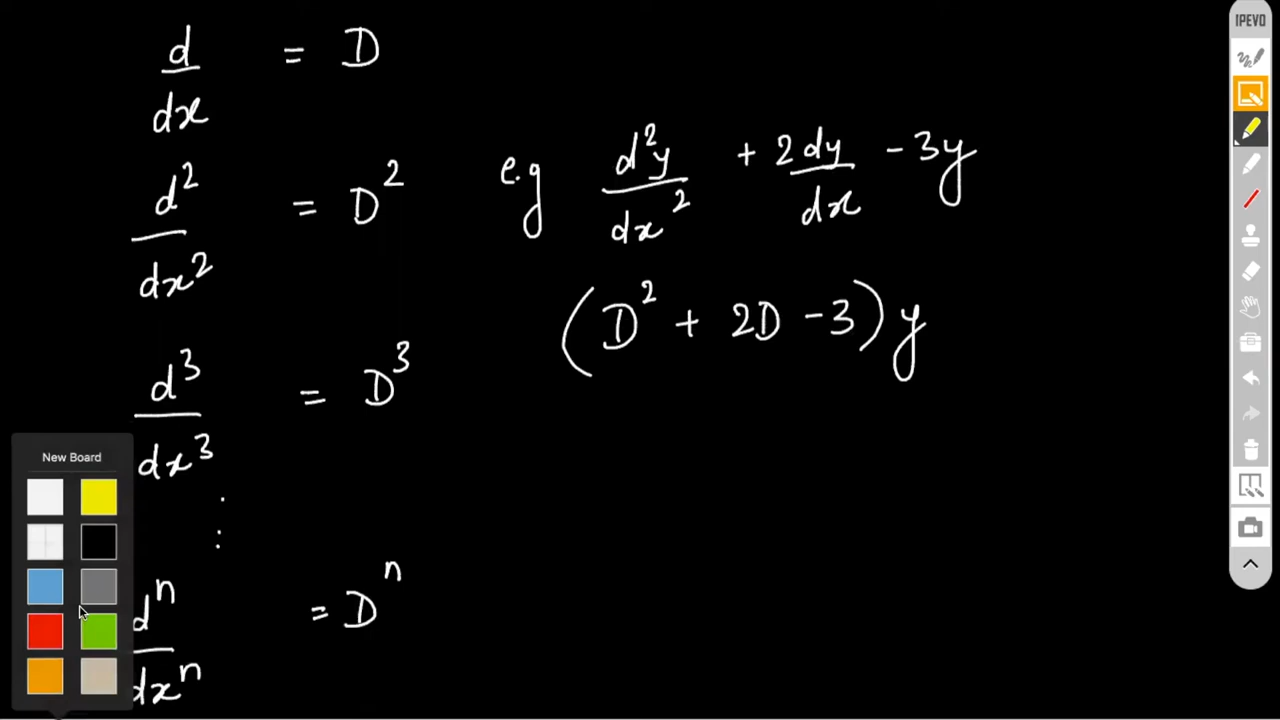 d/dx = D
d²/dx² = D²
e.g d²y/dx² + 2dy/dx - 3y
(D² + 2D - 3)y
d³/dx³ = D³
:
dⁿ/dxⁿ = Dⁿ
New Board
IPEVO